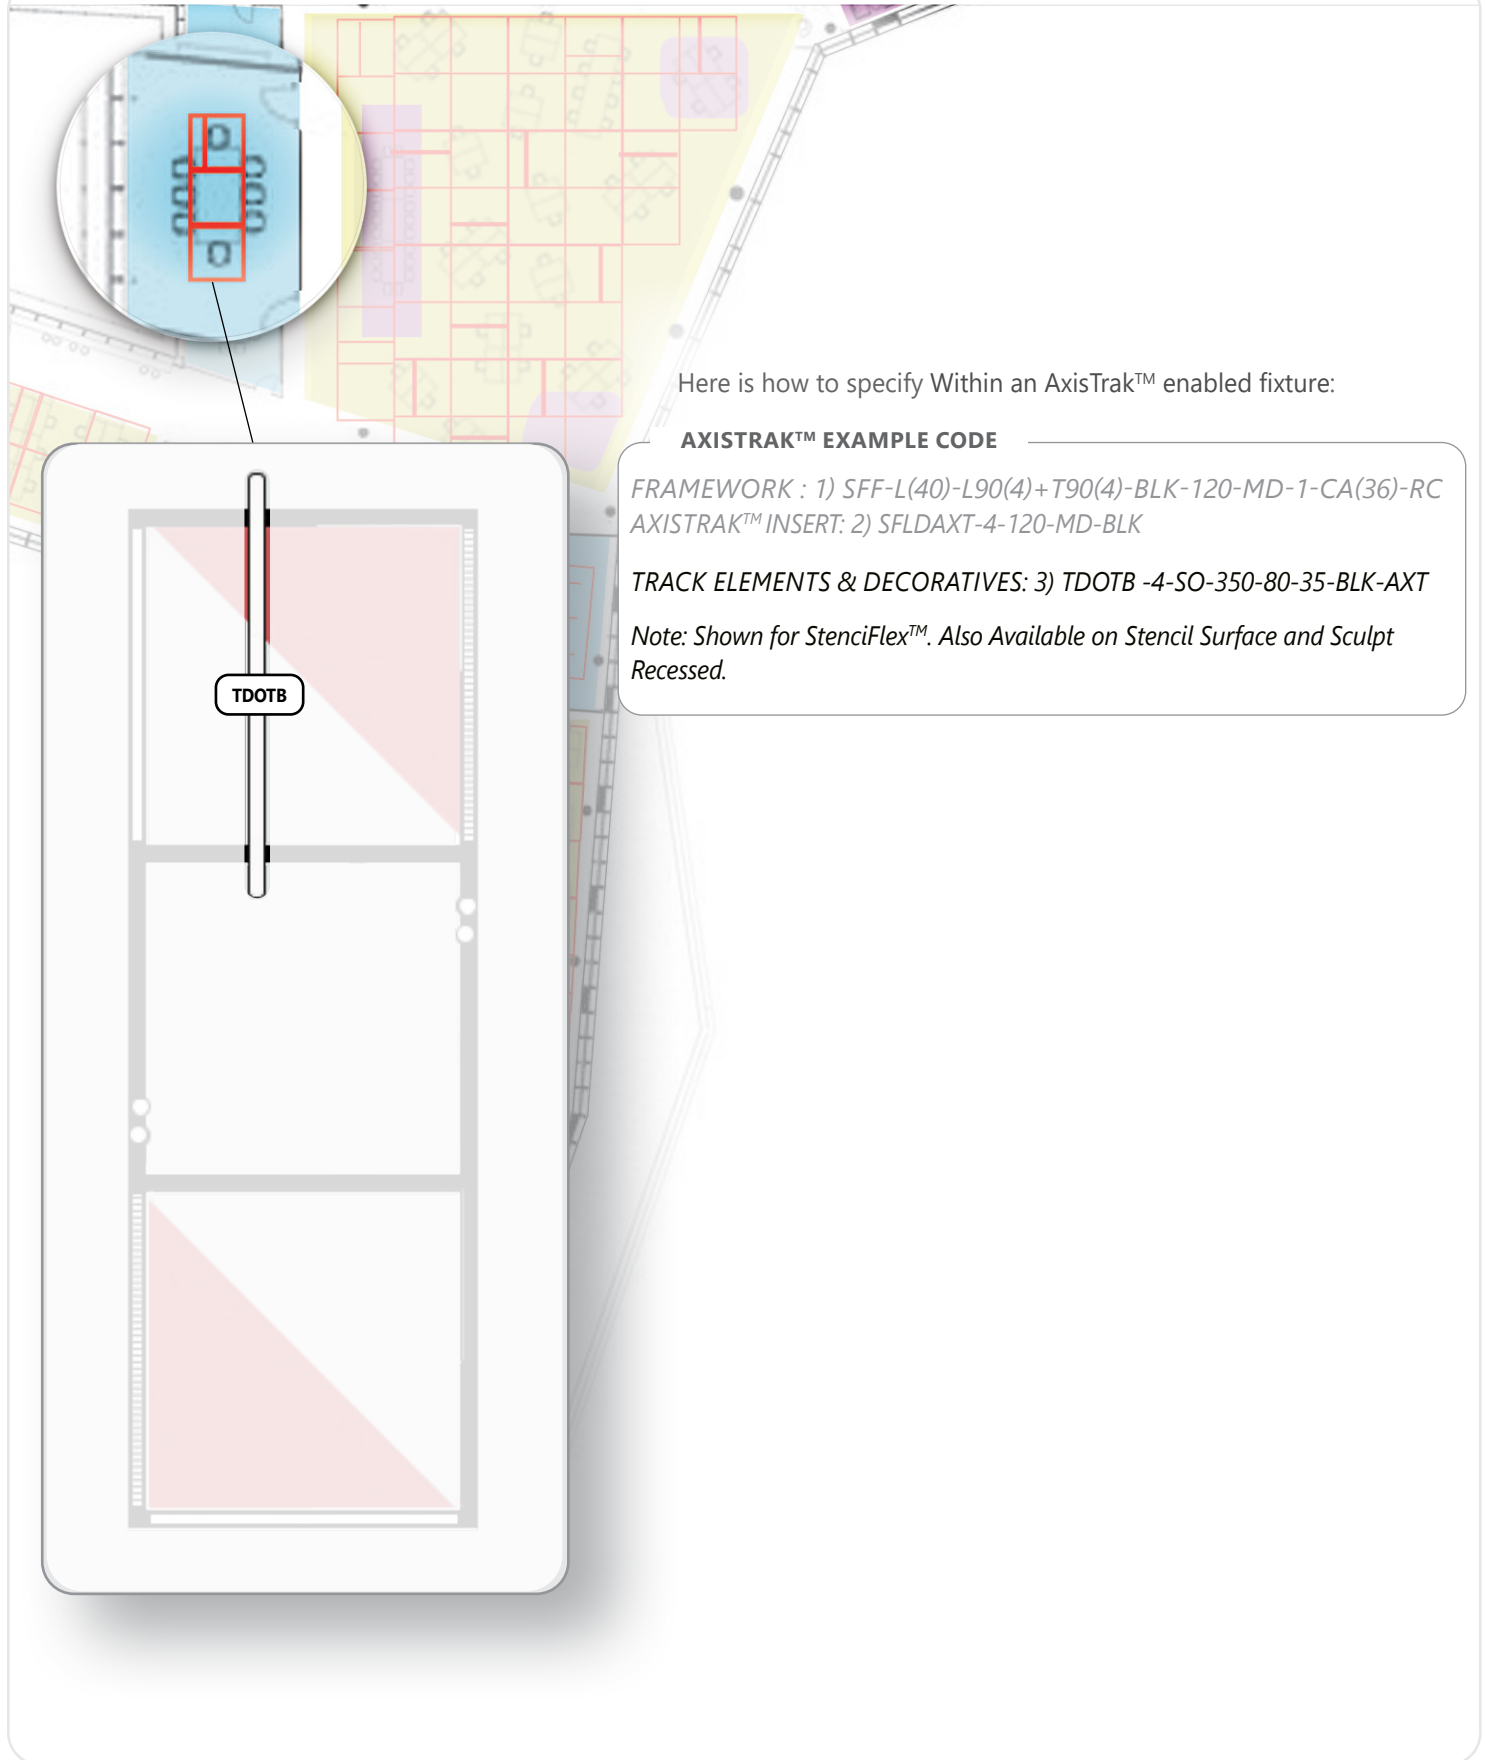 Here is how to specify Within an AxisTrak™ enabled fixture:
AXISTRAK™ EXAMPLE CODE
FRAMEWORK : 1) SFF-L(40)-L90(4)+T90(4)-BLK-120-MD-1-CA(36)-RC
AXISTRAK™ INSERT: 2) SFLDAXT-4-120-MD-BLK
TRACK ELEMENTS & DECORATIVES: 3) TDOTB -4-SO-350-80-35-BLK-AXT
Note: Shown for StenciFlex™. Also Available on Stencil Surface and Sculpt
Recessed.
TDOTB